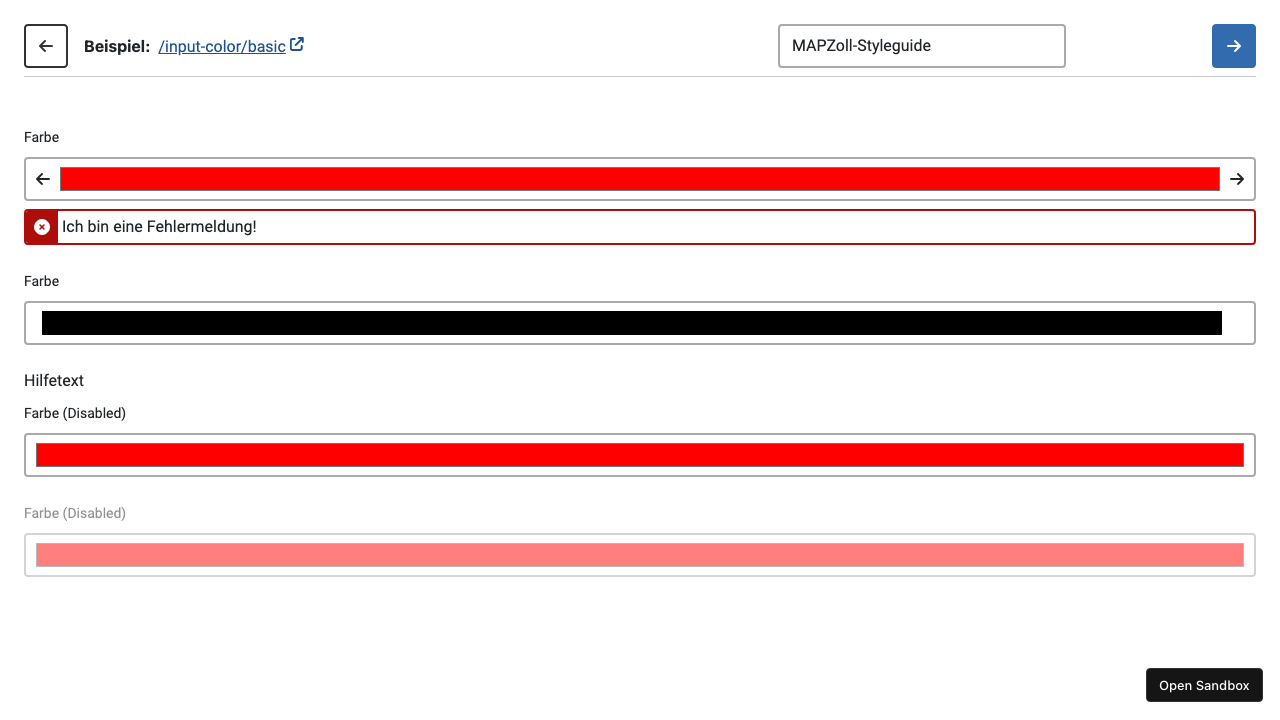 Beispiel: /input-color/basic
MAPZoll-Styleguide
Farbe
Ich bin eine Fehlermeldung!
Farbe
Hilfetext
Farbe (Disabled)
Farbe (Disabled)
Open Sandbox